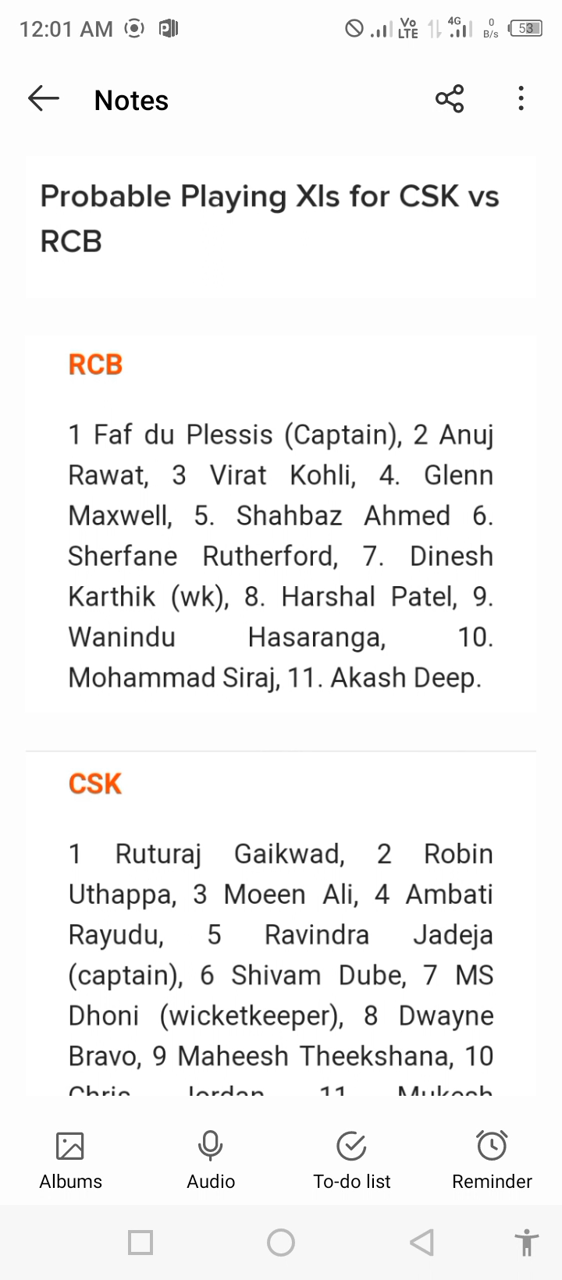 12:01 AM Vo LTE 4G 0 B/s 53
Notes
Probable Playing XIs for CSK vs
RCB
RCB
1 Faf du Plessis (Captain), 2 Anuj
Rawat, 3 Virat Kohli, 4. Glenn
Maxwell, 5. Shahbaz Ahmed 6.
Sherfane Rutherford, 7. Dinesh
Karthik (wk), 8. Harshal Patel, 9.
Wanindu Hasaranga, 10.
Mohammad Siraj, 11. Akash Deep.
CSK
1 Ruturaj Gaikwad, 2 Robin
Uthappa, 3 Moeen Ali, 4 Ambati
Rayudu, 5 Ravindra Jadeja
(captain), 6 Shivam Dube, 7 MS
Dhoni (wicketkeeper), 8 Dwayne
Bravo, 9 Maheesh Theekshana, 10
Chris Jordan 11 Mukesh
Albums Audio To-do list Reminder